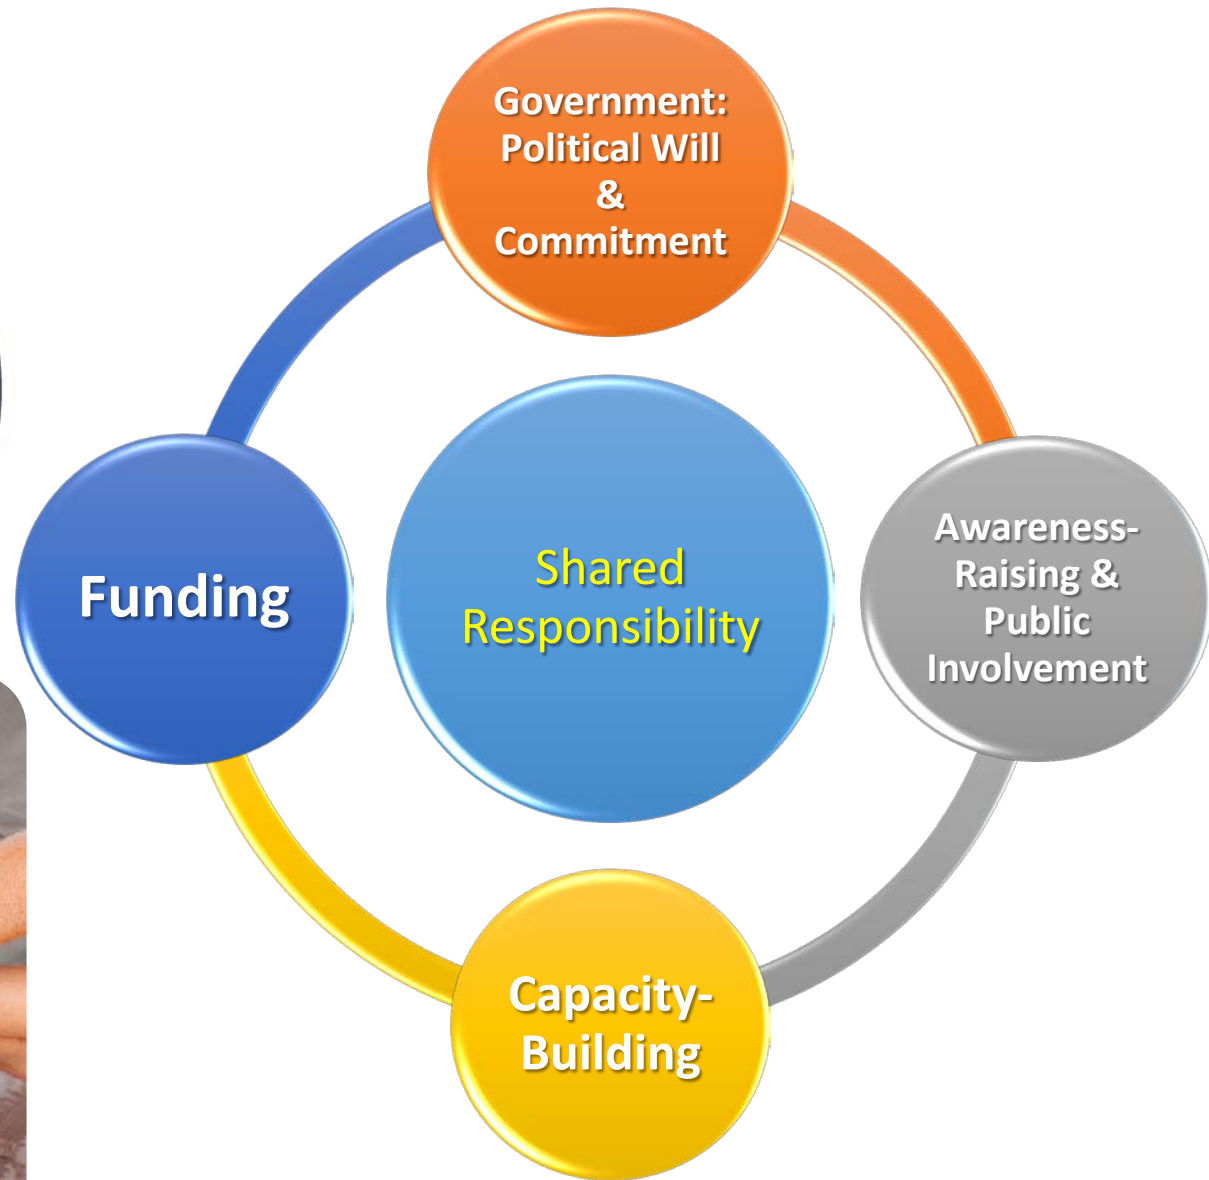 Government:
Political Will
&
Commitment
Funding
Shared
Responsibility
Awareness-
Raising &
Public
Involvement
Capacity-
Building